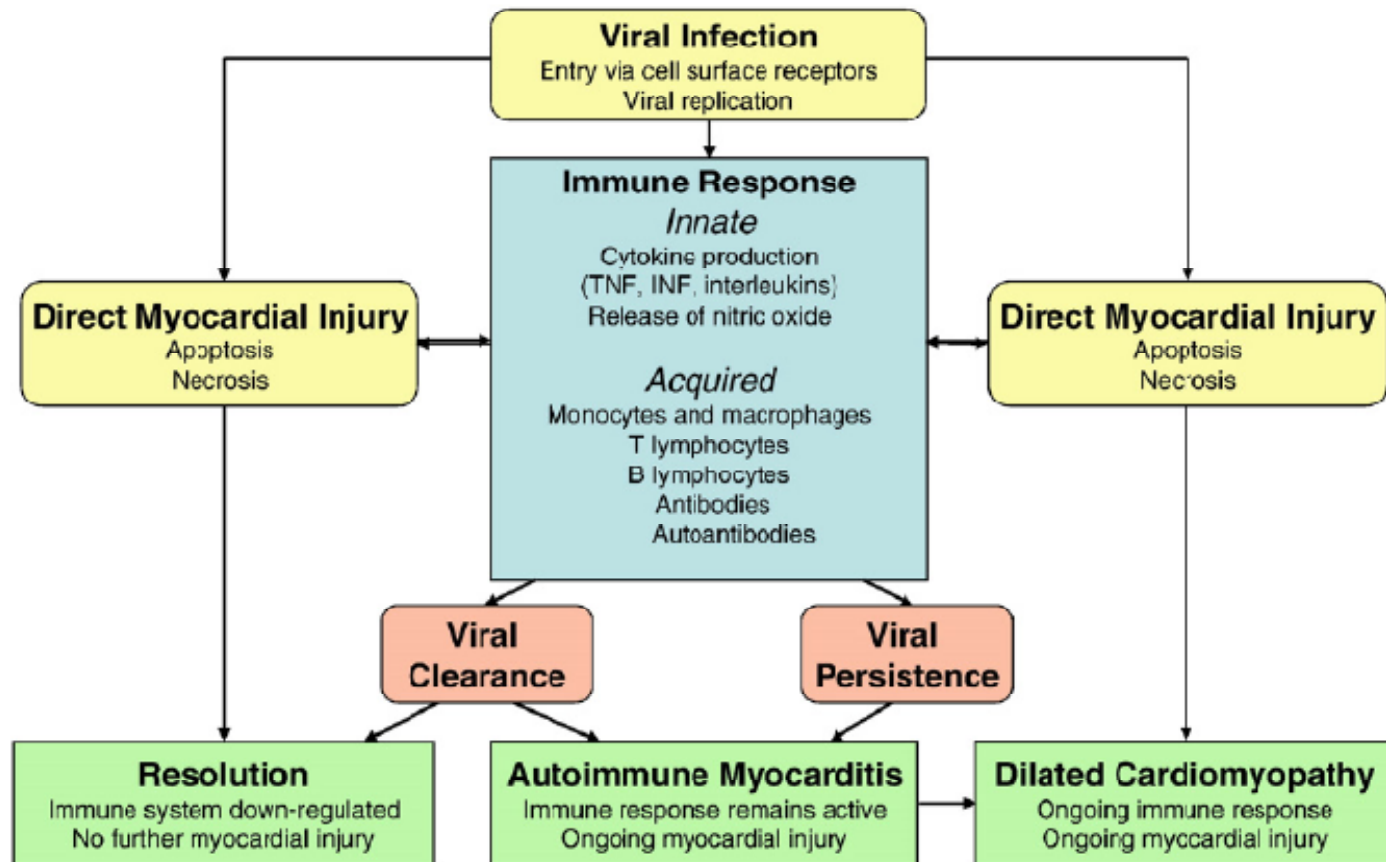 Viral Infection
Entry via cell surface receptors
Viral replication
Immune Response
Innate
Cytokine production
(TNF, INF, interleukins)
Release of nitric oxide
Acquired
Monocytes and macrophages
T lymphocytes
B lymphocytes
Antibodies
Autoantibodies
Direct Myocardial Injury
Apoptosis
Necrosis
Direct Myocardial Injury
Apoptosis
Necrosis
Viral
Clearance
Viral
Persistence
Resolution
Immune system down-regulated
No further myocardial injury
Autoimmune Myocarditis
Immune response remains active
Ongoing myocardial injury
Dilated Cardiomyopathy
Ongoing immune response
Ongoing myocardial injury